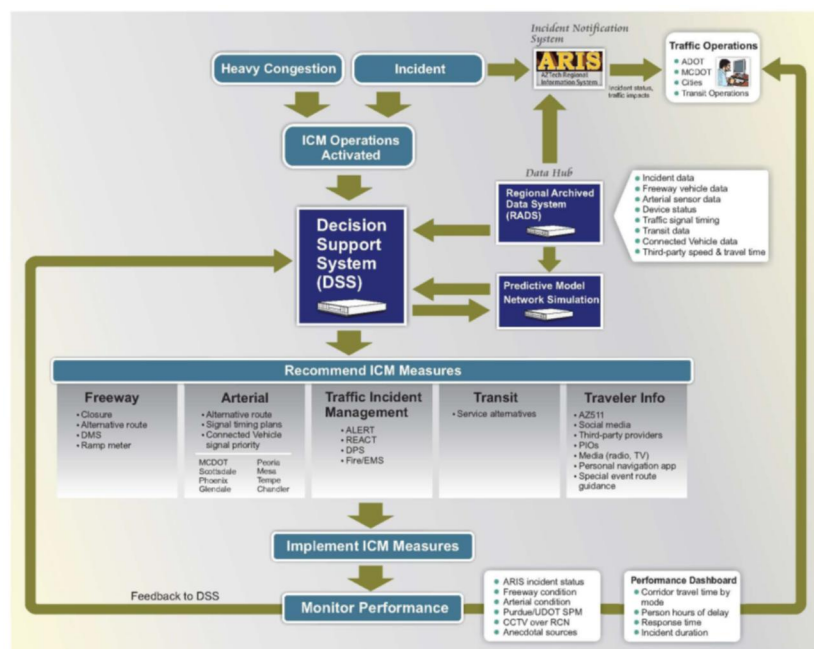 Incident Notification
System
Heavy Congestion
Incident
ARIS
AZTech Regional
Information System
Incident status,
traffic impacts
Traffic Operations
• ADOT
• MCDOT
• Cities
• Transit Operations
ICM Operations
Activated
Data Hub
Regional Archived
Data System
(RADS)
• Incident data
• Freeway vehicle data
• Arterial sensor data
• Device status
• Traffic signal timing
• Transit data
• Connected Vehicle data
• Third-party speed & travel time
Decision
Support
System
(DSS)
Predictive Model
Network Simulation
Recommend ICM Measures
Freeway
• Closure
• Alternative route
• DMS
• Ramp meter
Arterial
• Alternative route
• Signal timing plans
• Connected Vehicle
signal priority
MCDOT Peoria
Scottsdale Mesa
Phoenix Tempe
Glendale Chandler
Traffic Incident
Management
• ALERT
• REACT
• DPS
• Fire/EMS
Transit
• Service alternatives
Traveler Info
• AZ511
• Social media
• Third-party providers
• PIOs
• Media (radio, TV)
• Personal navigation app
• Special event route
guidance
Implement ICM Measures
Feedback to DSS
Monitor Performance
• ARIS incident status
• Freeway condition
• Arterial condition
• Purdue/UDOT SPM
• CCTV over RCN
• Anecdotal sources
Performance Dashboard
• Corridor travel time by
mode
• Person hours of delay
• Response time
• Incident duration